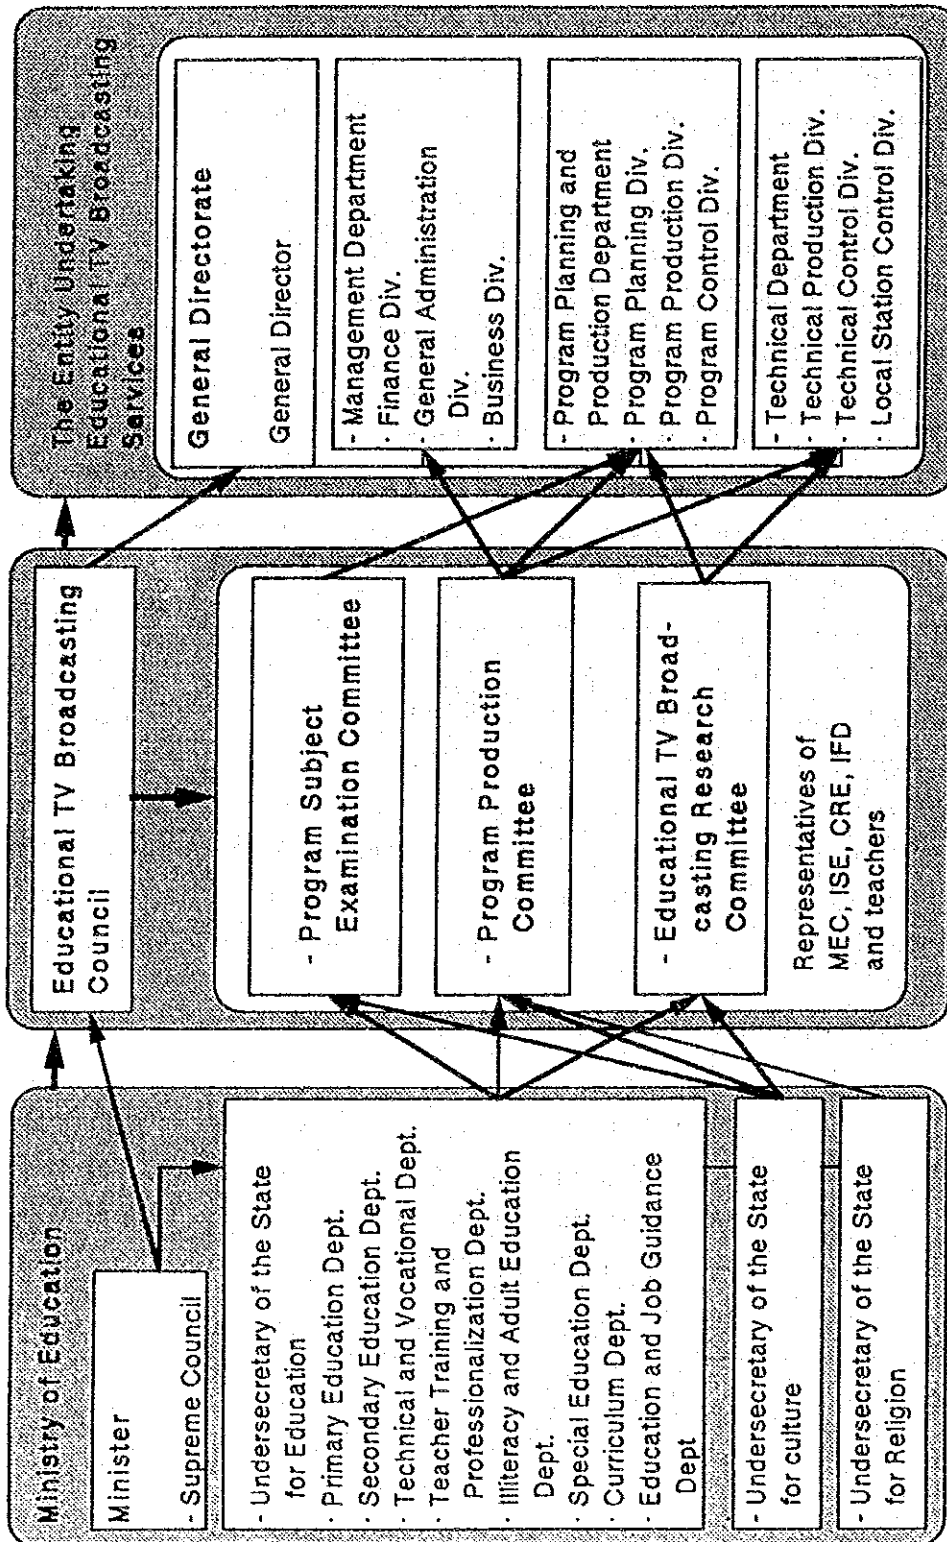 Ministry of Education
Minister
- Supreme Council
- Undersecretary of the State
for Education
· Primary Education Dept.
· Secondary Education Dept.
· Technical and Vocational Dept.
· Teacher Training and
Professionalization Dept.
· Illiteracy and Adult Education
Dept.
· Special Education Dept.
· Curriculum Dept.
· Education and Job Guidance
Dept
- Undersecretary of the State
for culture
- Undersecretary of the State
for Religion
Educational TV Broadcasting
Council
- Program Subject
Examination Committee
- Program Production
Committee
- Educational TV Broad-
casting Research
Committee
Representatives of
MEC, ISE, CRE, IFD
and teachers
The Entity Undertaking
Educational TV Broadcasting
Services
General Directorate
General Director
- Management Department
· Finance Div.
· General Administration
Div.
· Business Div.
- Program Planning and
Production Department
· Program Planning Div.
· Program Production Div.
· Program Control Div.
- Technical Department
· Technical Production Div.
· Technical Control Div.
· Local Station Control Div.